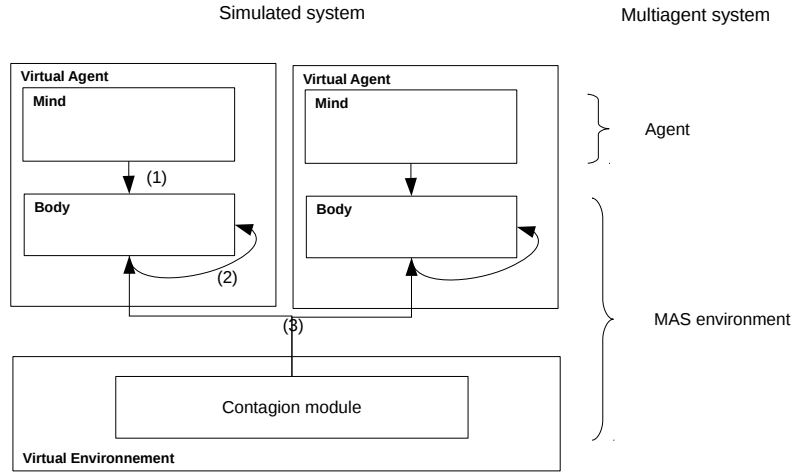 Simulated system
Multiagent system
Virtual Agent
Mind
(1)
Body
(2)
Virtual Agent
Mind
Body
Agent
(3)
MAS environment
Contagion module
Virtual Environnement